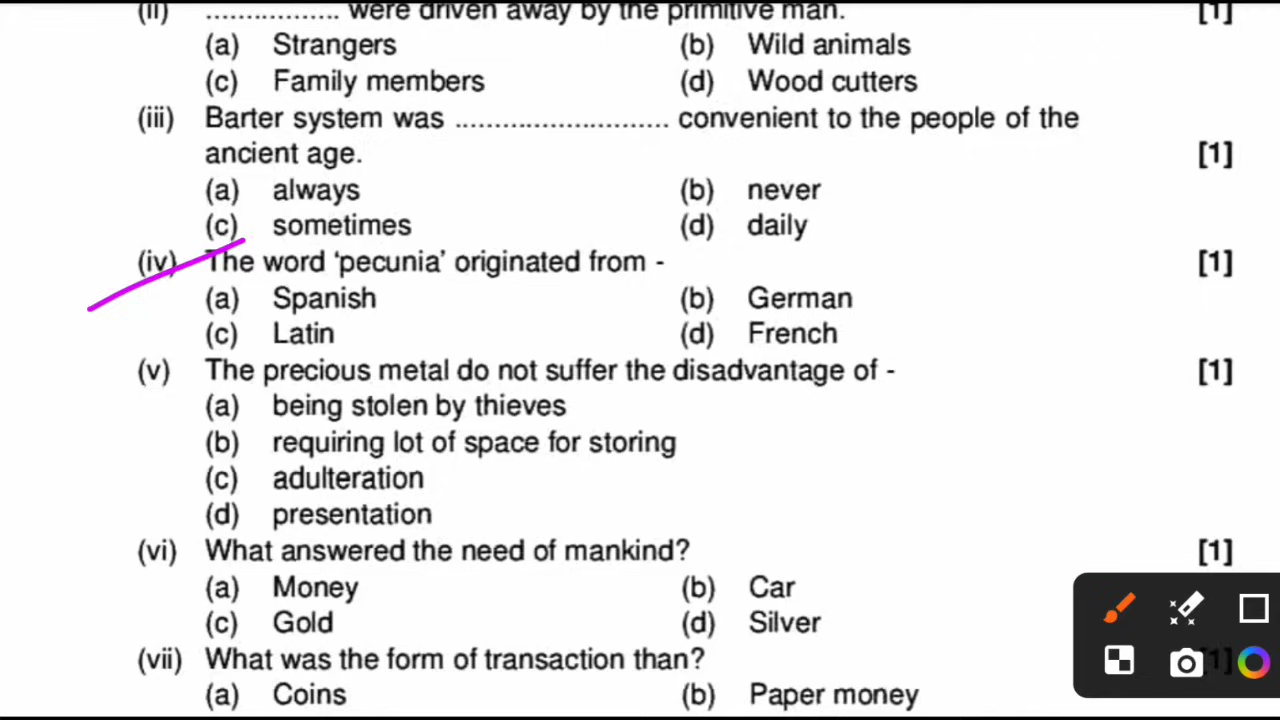 (ii) .................. were driven away by the primitive man. [1]
(a) Strangers (b) Wild animals
(c) Family members (d) Wood cutters
(iii) Barter system was ............................ convenient to the people of the
ancient age. [1]
(a) always (b) never
(c) sometimes (d) daily
(iv) The word ‘pecunia’ originated from - [1]
(a) Spanish (b) German
(c) Latin (d) French
(v) The precious metal do not suffer the disadvantage of - [1]
(a) being stolen by thieves
(b) requiring lot of space for storing
(c) adulteration
(d) presentation
(vi) What answered the need of mankind? [1]
(a) Money (b) Car
(c) Gold (d) Silver
(vii) What was the form of transaction than? [1]
(a) Coins (b) Paper money